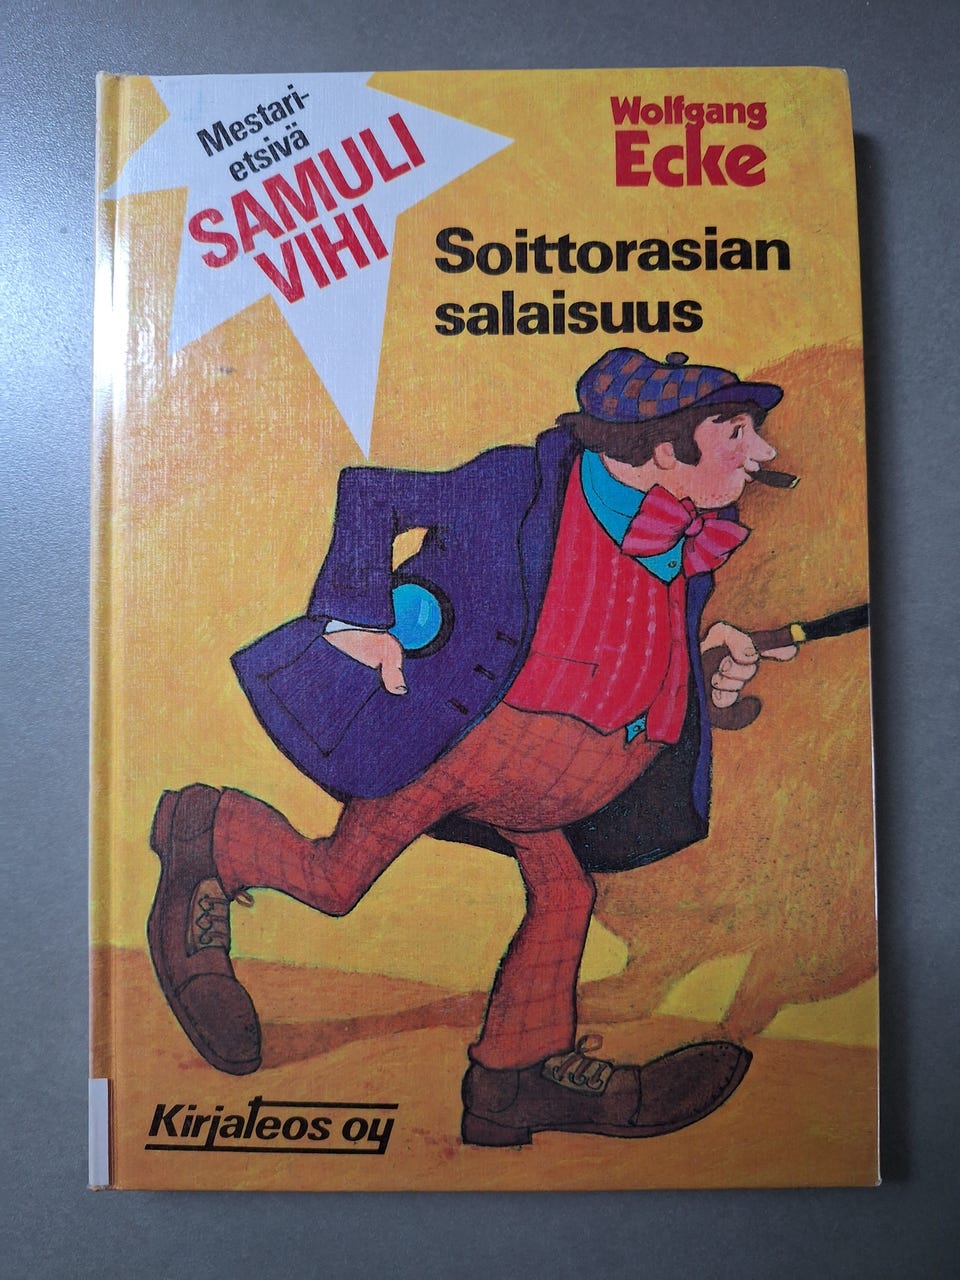 Mestari-
etsivä
SAMULI
VIHI
Wolfgang
Ecke
Soittorasian
salaisuus
Kirjateos oy